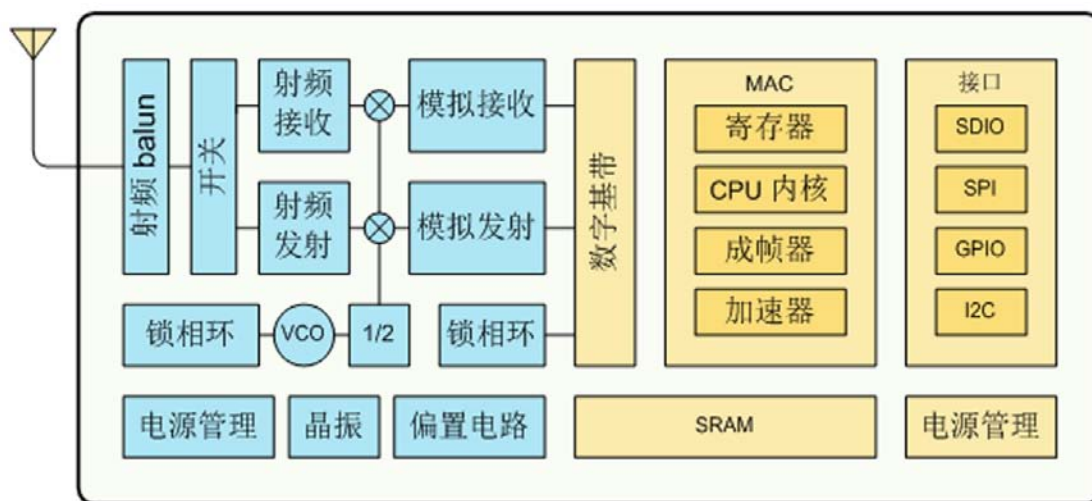 射频 balun
开关
射频
接收
射频
发射
模拟接收
模拟发射
锁相环
VCO
1/2
锁相环
电源管理
晶振
偏置电路
数字基带
MAC
寄存器
CPU 内核
成帧器
加速器
接口
SDIO
SPI
GPIO
I2C
SRAM
电源管理